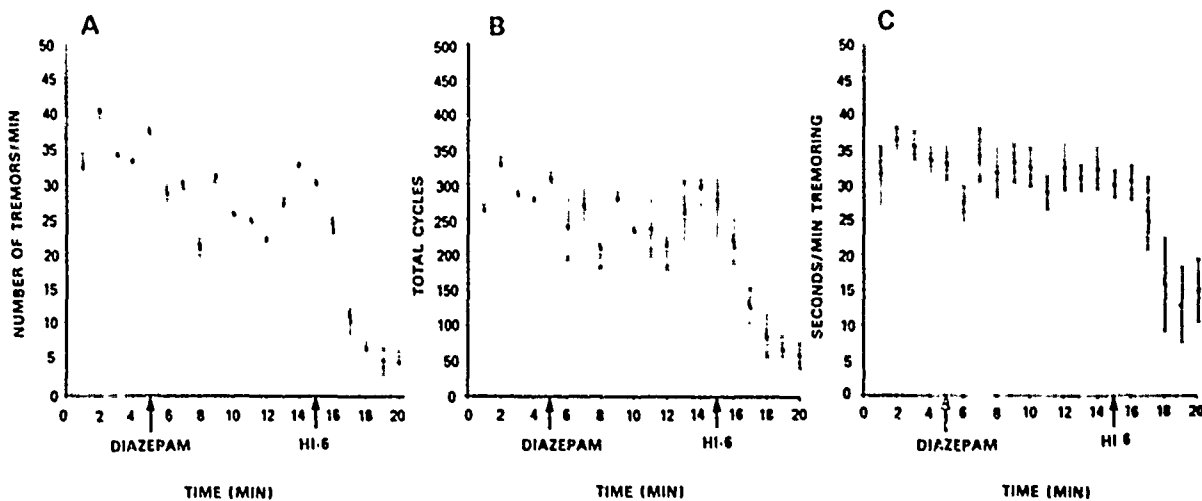 A
NUMBER OF TREMORS/MIN
50
45
40
35
30
25
20
15
10
5
0
0 2 4 6 8 10 12 14 16 18 20
DIAZEPAM
HI-6
TIME (MIN)
B
TOTAL CYCLES
500
450
400
350
300
250
200
150
100
50
0
0 2 4 6 8 10 12 14 16 18 20
DIAZEPAM
HI-6
TIME (MIN)
C
SECONDS/MIN TREMORING
50
45
40
35
30
25
20
15
10
5
0
0 2 4 6 8 10 12 14 16 18 20
DIAZEPAM
HI 6
TIME (MIN)